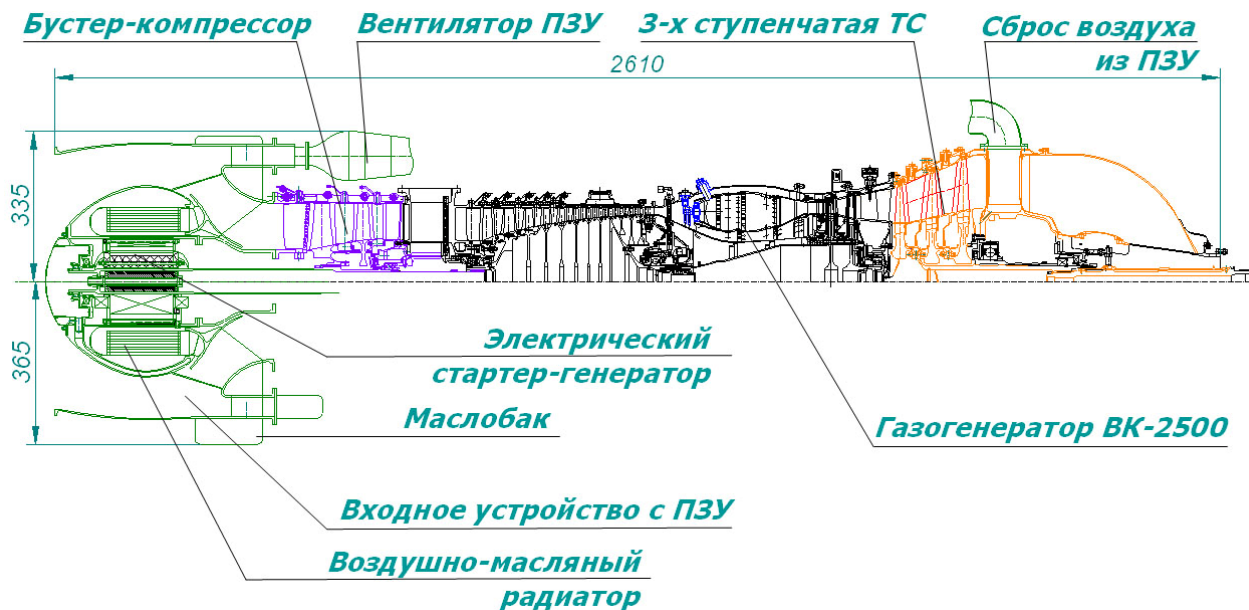 Бустер-компрессор
Вентилятор ПЗУ
3-х ступенчатая ТС
Сброс воздуха
из ПЗУ
2610
335
365
Электрический
стартер-генератор
Маслобак
Газогенератор ВК-2500
Входное устройство с ПЗУ
Воздушно-масляный
радиатор